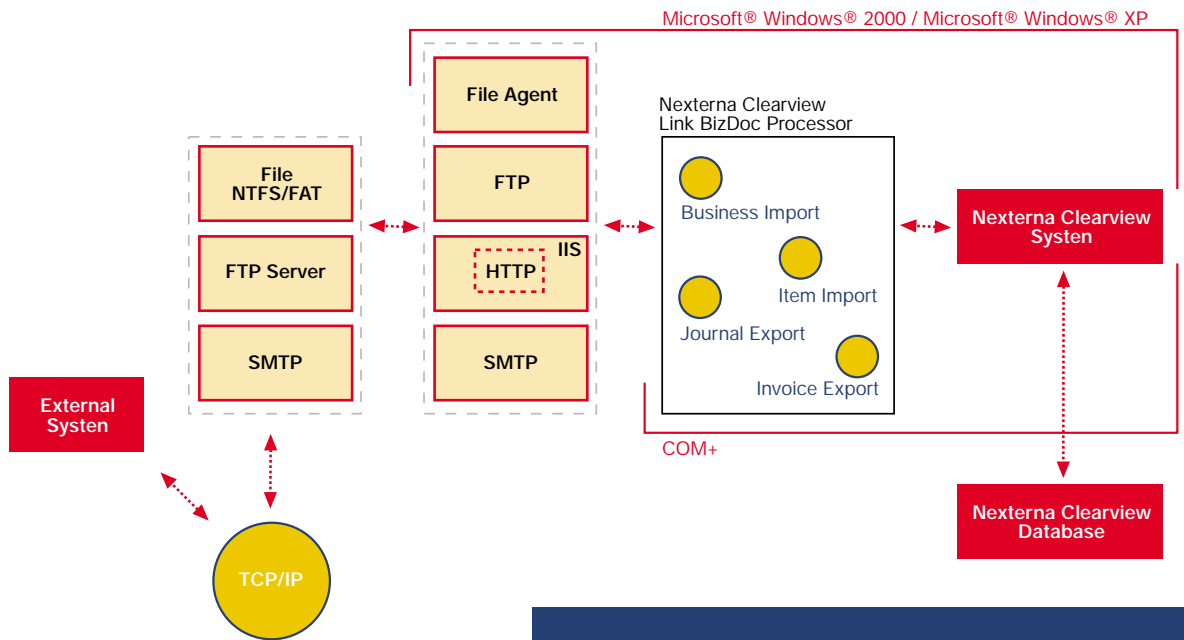 Microsoft® Windows® 2000 / Microsoft® Windows® XP
File Agent
FTP
IIS
HTTP
SMTP
File
NTFS/FAT
FTP Server
SMTP
External
Systen
TCP/IP
Nexterna Clearview
Link BizDoc Processor
Business Import
Item Import
Journal Export
Invoice Export
COM+
Nexterna Clearview
Systen
Nexterna Clearview
Database